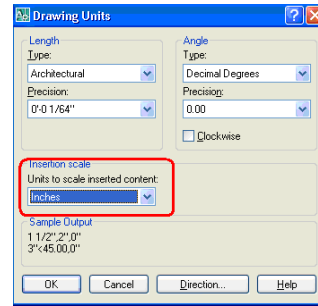 Drawing Units
Length
Type:
Architectural
Precision:
0'-0 1/64"
Angle
Type:
Decimal Degrees
Precision:
0.00
Clockwise
Insertion scale
Units to scale inserted content:
Inches
Sample Output
1 1/2",2",0"
3"<45.00,0"
OK
Cancel
Direction...
Help